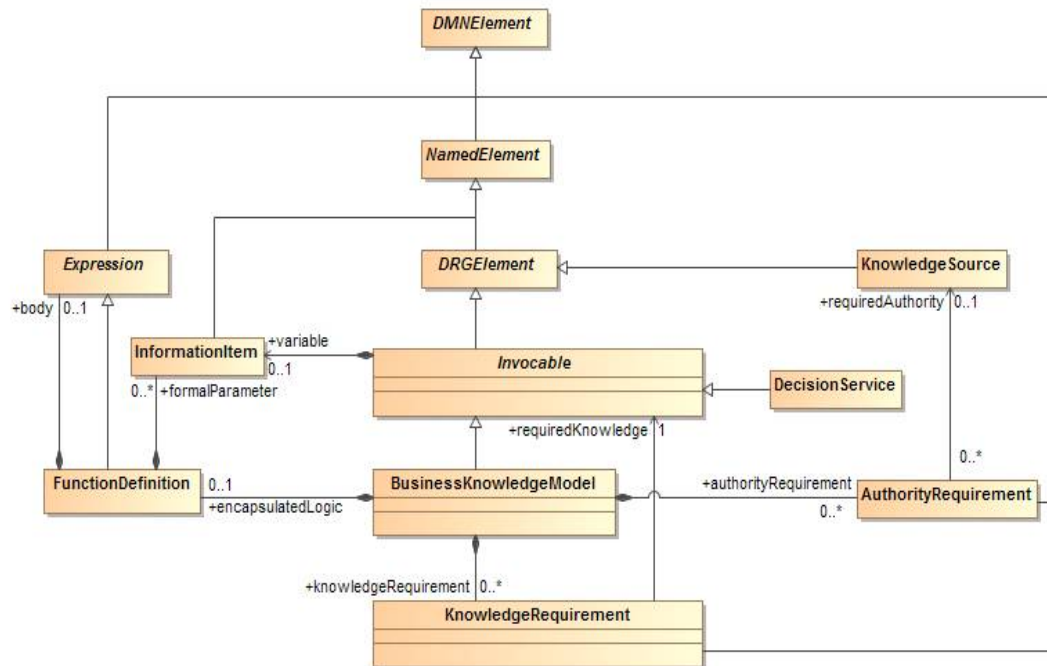 DMNElement
NamedElement
Expression
DRGElement
KnowledgeSource
+body 0..1
+requiredAuthority 0..1
InformationItem
+variable
0..1
Invocable
DecisionService
0..* +formalParameter
+requiredKnowledge 1
0..*
FunctionDefinition
0..1
+encapsulatedLogic
BusinessKnowledgeModel
+authorityRequirement
0..*
AuthorityRequirement
+knowledgeRequirement 0..*
KnowledgeRequirement